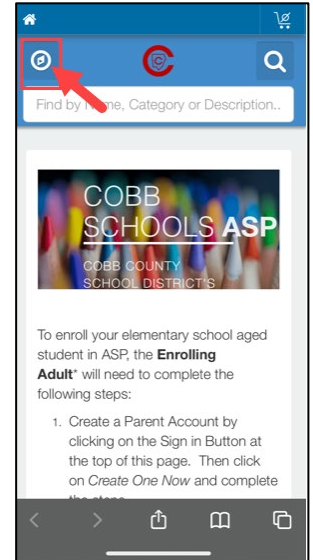 Find by Name, Category or Description..
COBB
SCHOOLS ASP
COBB COUNTY
SCHOOL DISTRICT'S
To enroll your elementary school aged
student in ASP, the Enrolling
Adult* will need to complete the
following steps:
1. Create a Parent Account by
clicking on the Sign in Button at
the top of this page. Then click
on Create One Now and complete
the steps